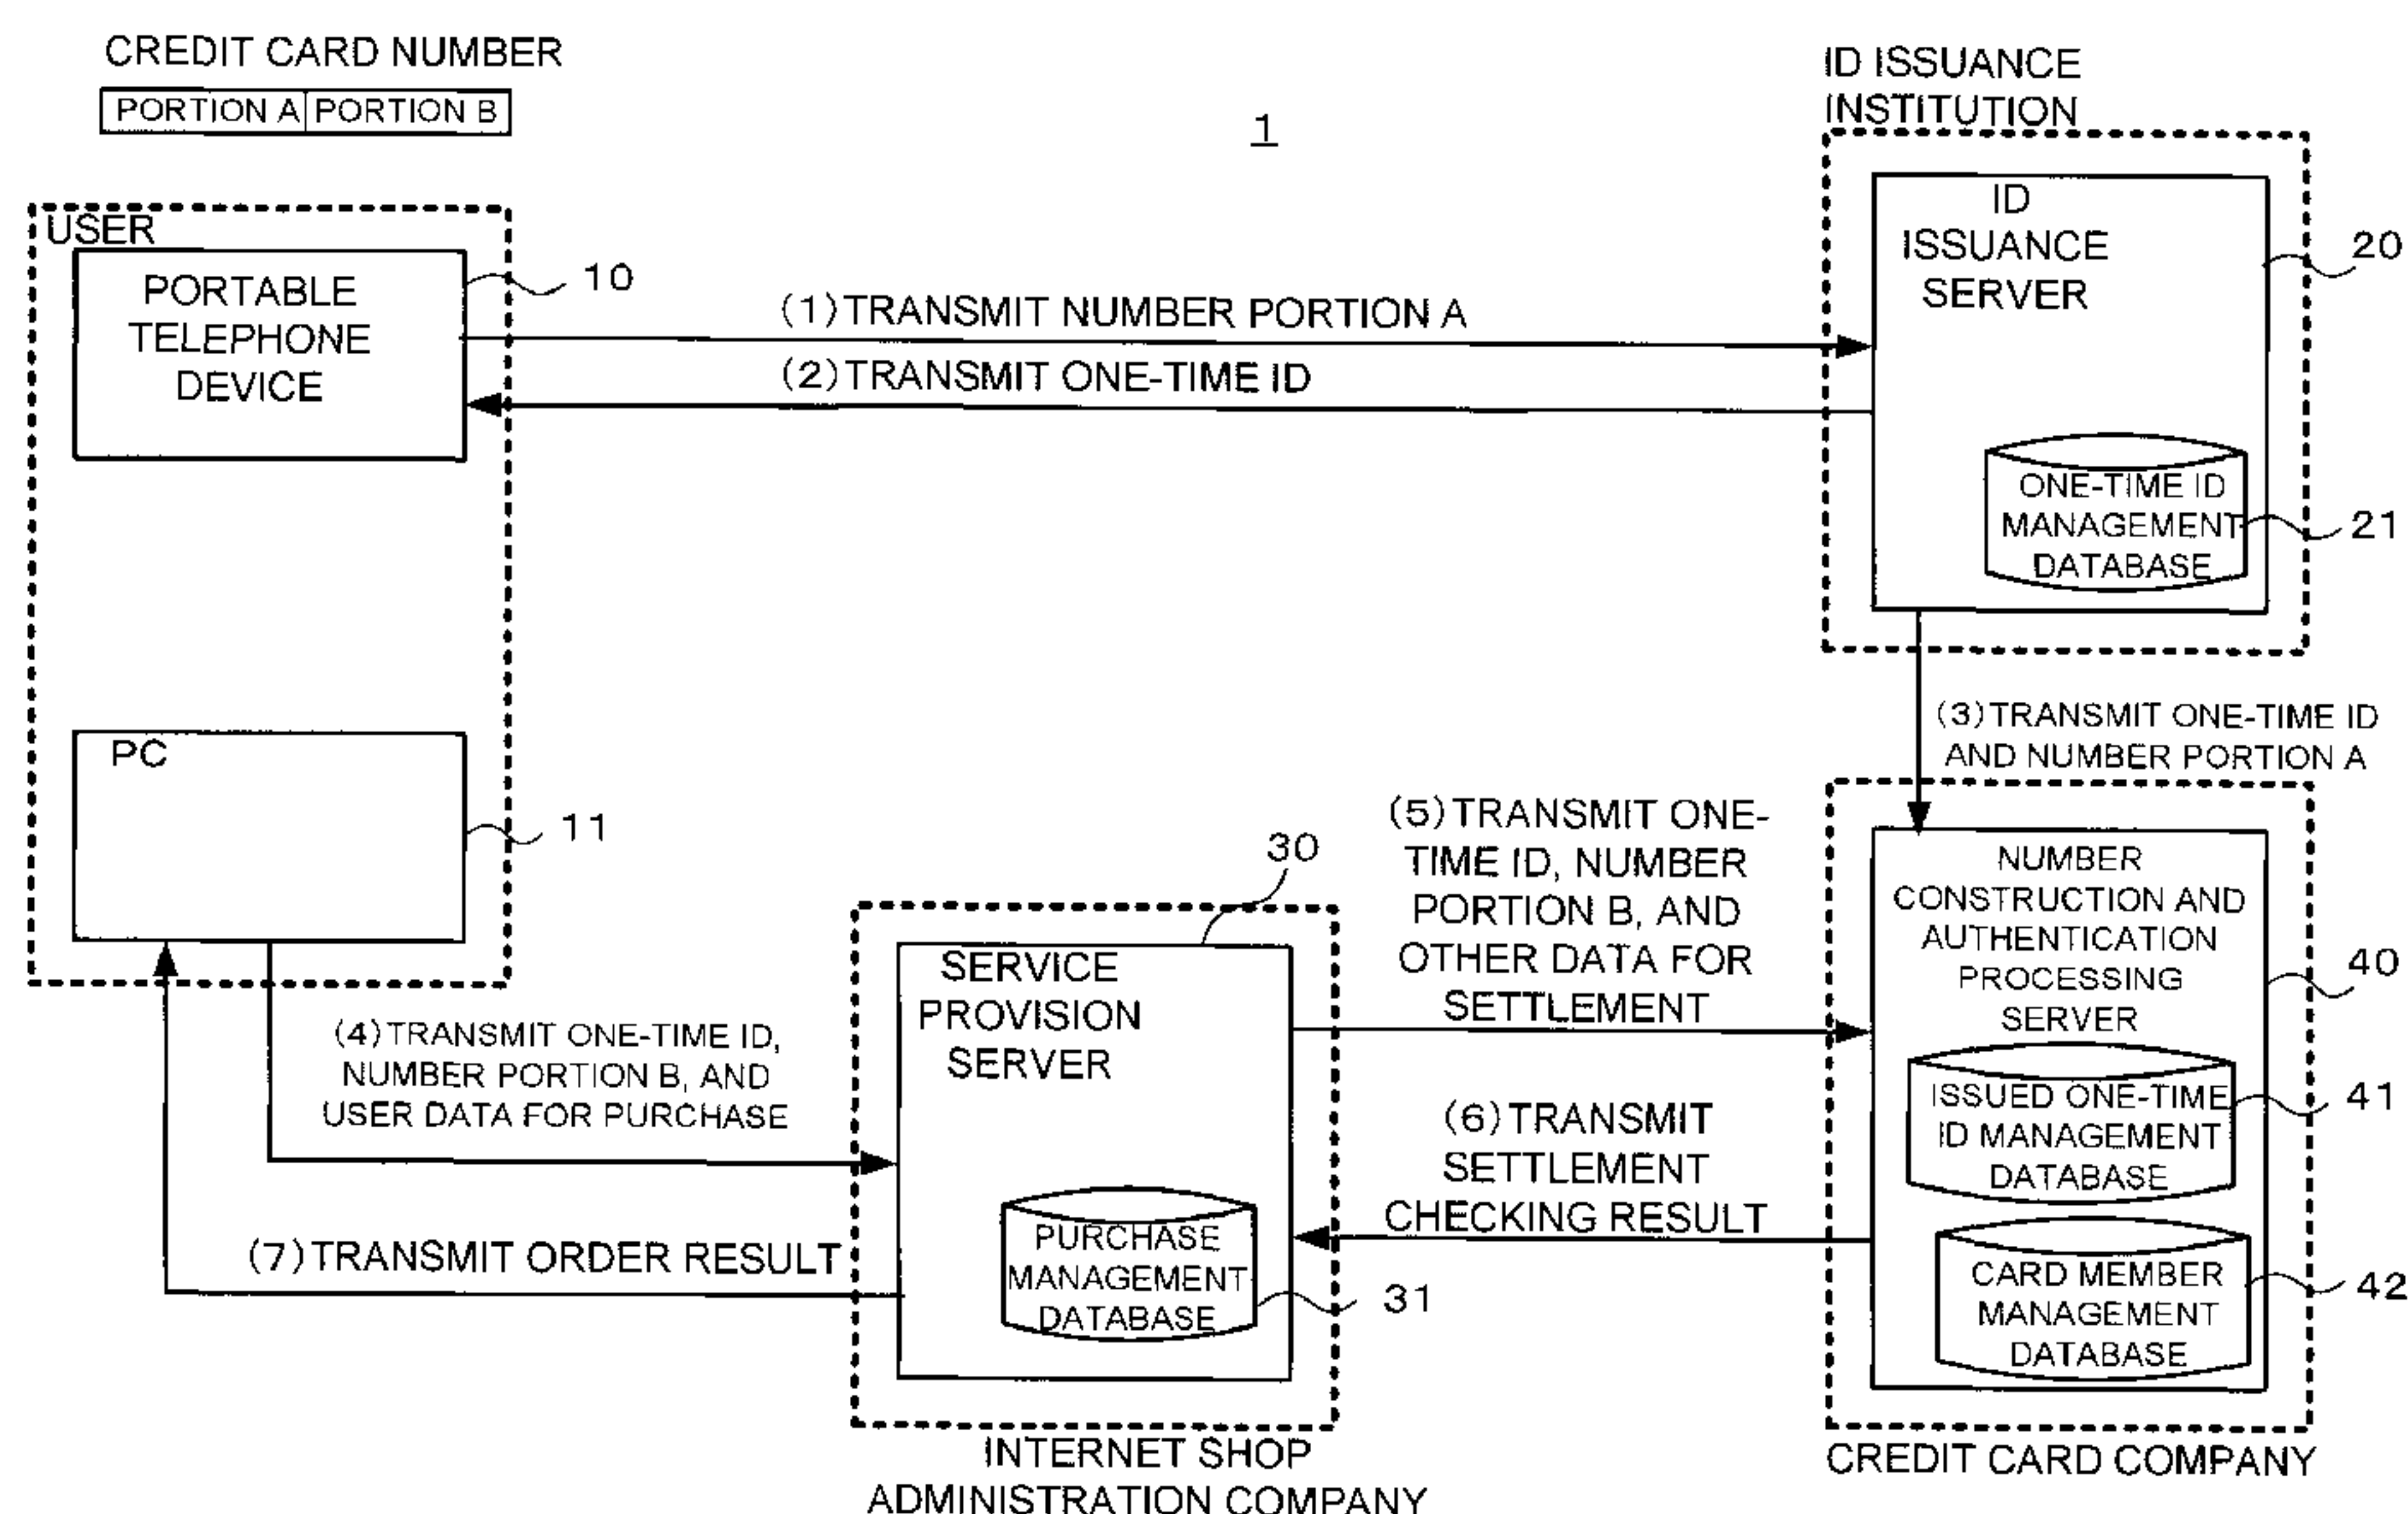 CREDIT CARD NUMBER
PORTION A PORTION B
1
ID ISSUANCE
INSTITUTION
USER
PORTABLE
TELEPHONE
DEVICE
10
(1)TRANSMIT NUMBER PORTION A
(2)TRANSMIT ONE-TIME ID
ID
ISSUANCE
SERVER
20
ONE-TIME ID
MANAGEMENT
DATABASE
21
(3)TRANSMIT ONE-TIME ID
AND NUMBER PORTION A
PC
11
(4)TRANSMIT ONE-TIME ID,
NUMBER PORTION B, AND
USER DATA FOR PURCHASE
(7)TRANSMIT ORDER RESULT
30
SERVICE
PROVISION
SERVER
PURCHASE
MANAGEMENT
DATABASE
31
INTERNET SHOP
ADMINISTRATION COMPANY
(5)TRANSMIT ONE-
TIME ID, NUMBER
PORTION B, AND
OTHER DATA FOR
SETTLEMENT
(6)TRANSMIT
SETTLEMENT
CHECKING RESULT
NUMBER
CONSTRUCTION AND
AUTHENTICATION
PROCESSING
SERVER
40
ISSUED ONE-TIME
ID MANAGEMENT
DATABASE
41
CARD MEMBER
MANAGEMENT
DATABASE
42
CREDIT CARD COMPANY